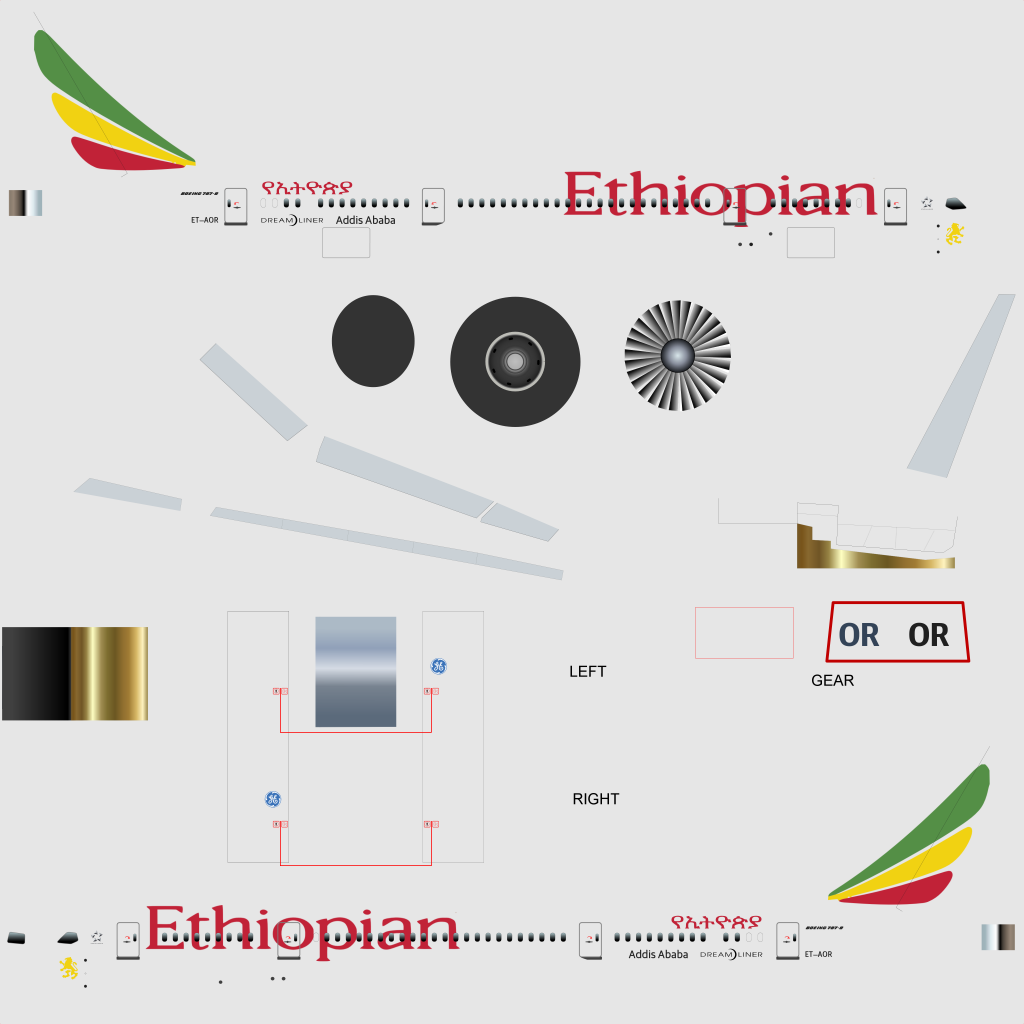 BOEING 787-8
የኢትዮጵያ
Ethiopian
ET-AOR
DREAMLINER
Addis Ababa
OR OR
LEFT
GEAR
RIGHT
Ethiopian
የኢትዮጵያ
BOEING 787-8
Addis Ababa
DREAMLINER
ET-AOR